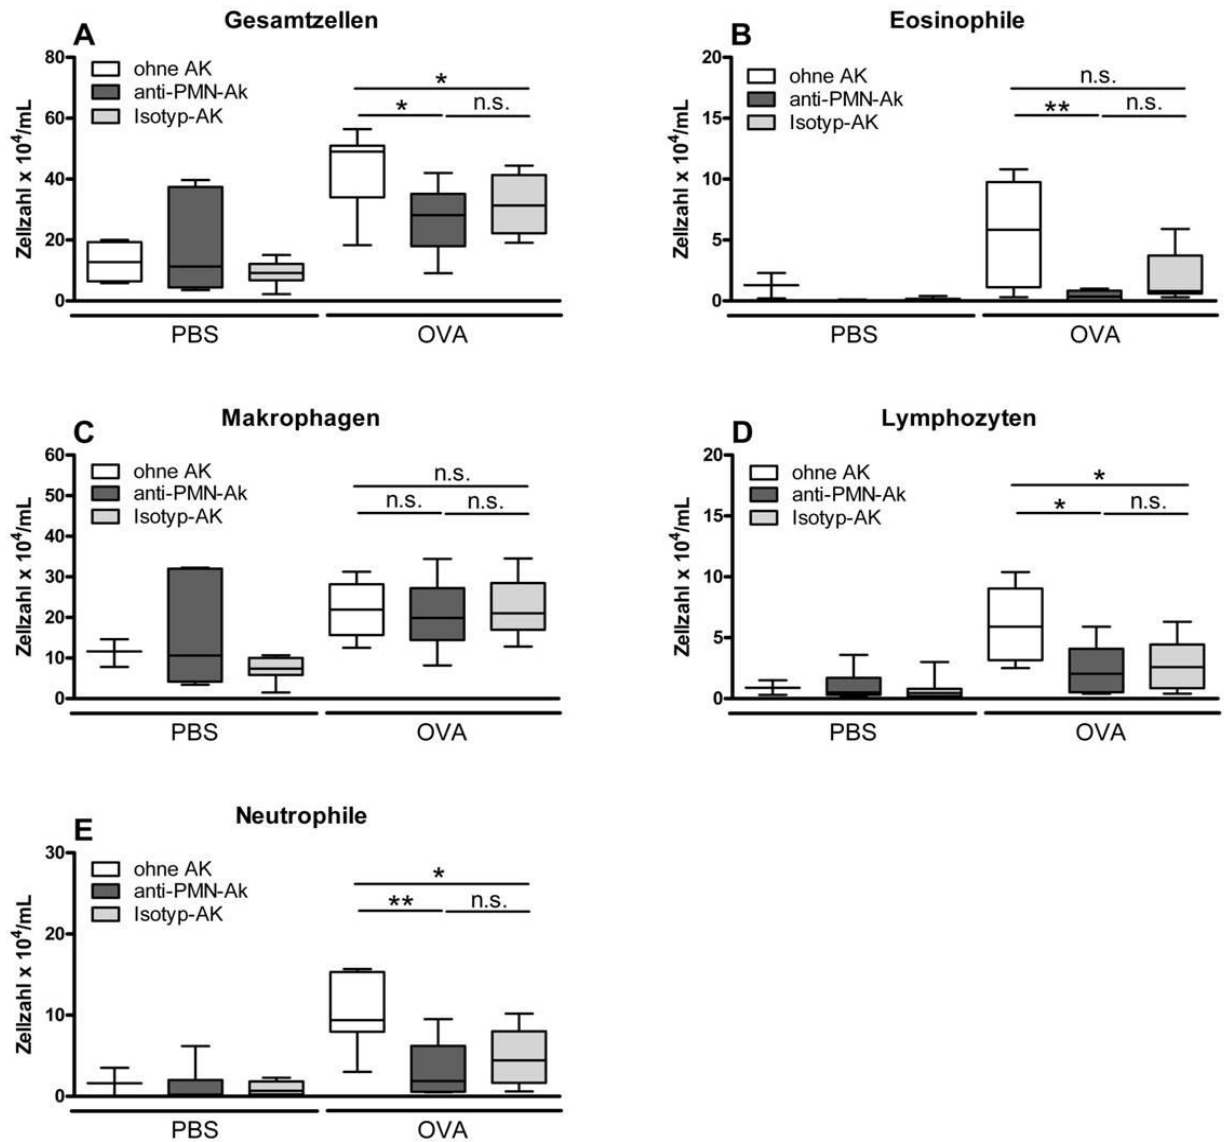 Gesamtzellen
A
Zellzahl x 10⁴/mL
80
60
40
20
0
ohne AK
anti-PMN-Ak
Isotyp-AK
*
*
n.s.
PBS
OVA
Eosinophile
B
Zellzahl x 10⁴/mL
20
15
10
5
0
ohne AK
anti-PMN-Ak
Isotyp-AK
n.s.
**
n.s.
PBS
OVA
Makrophagen
C
Zellzahl x 10⁴/mL
60
50
40
30
20
10
0
ohne AK
anti-PMN-Ak
Isotyp-AK
n.s.
n.s.
n.s.
PBS
OVA
Lymphozyten
D
Zellzahl x 10⁴/mL
20
15
10
5
0
ohne AK
anti-PMN-Ak
Isotyp-AK
*
*
n.s.
PBS
OVA
Neutrophile
E
Zellzahl x 10⁴/mL
30
20
10
0
ohne AK
anti-PMN-Ak
Isotyp-AK
*
**
n.s.
PBS
OVA